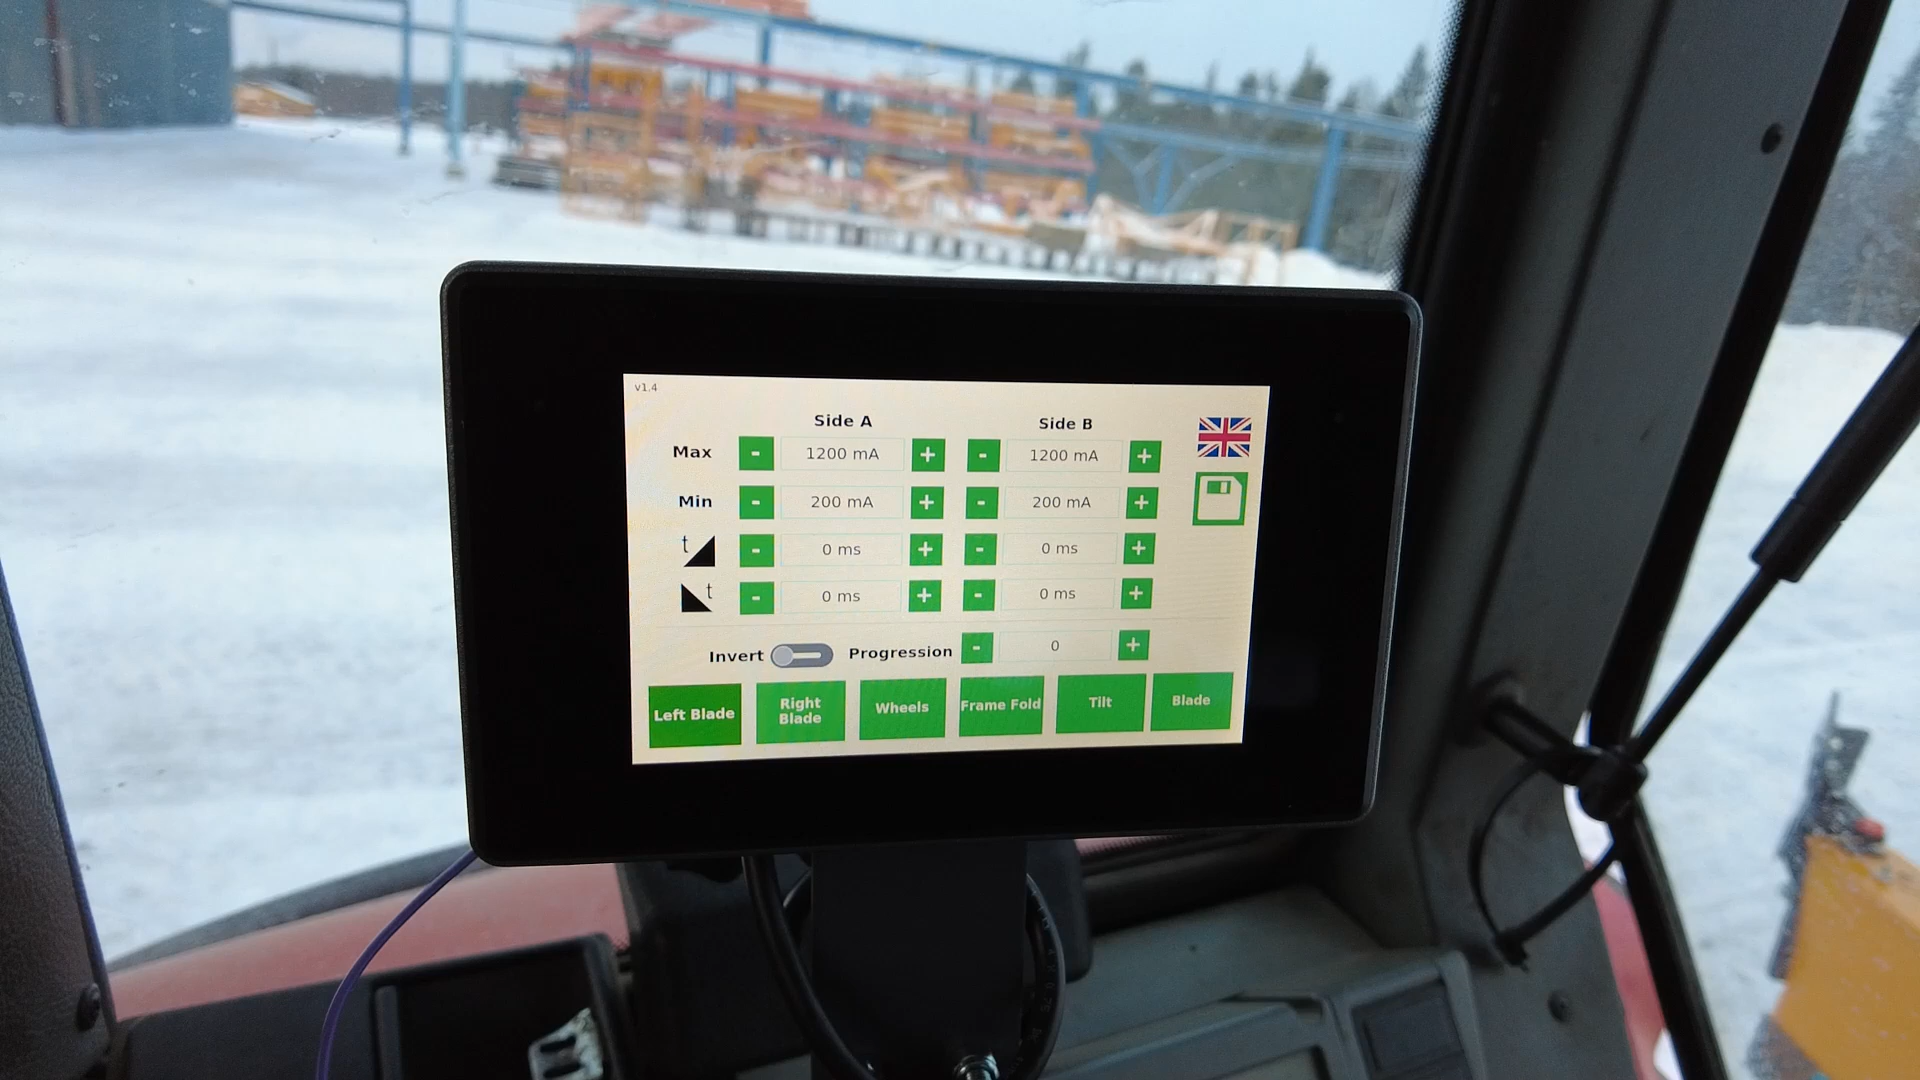 v1.4
Side A Side B
Max - 1200 mA + - 1200 mA +
Min - 200 mA + - 200 mA +
t - 0 ms + - 0 ms +
t - 0 ms + - 0 ms +
Invert Progression - 0 +
Left Blade
Right
Blade
Wheels
Frame Fold
Tilt
Blade